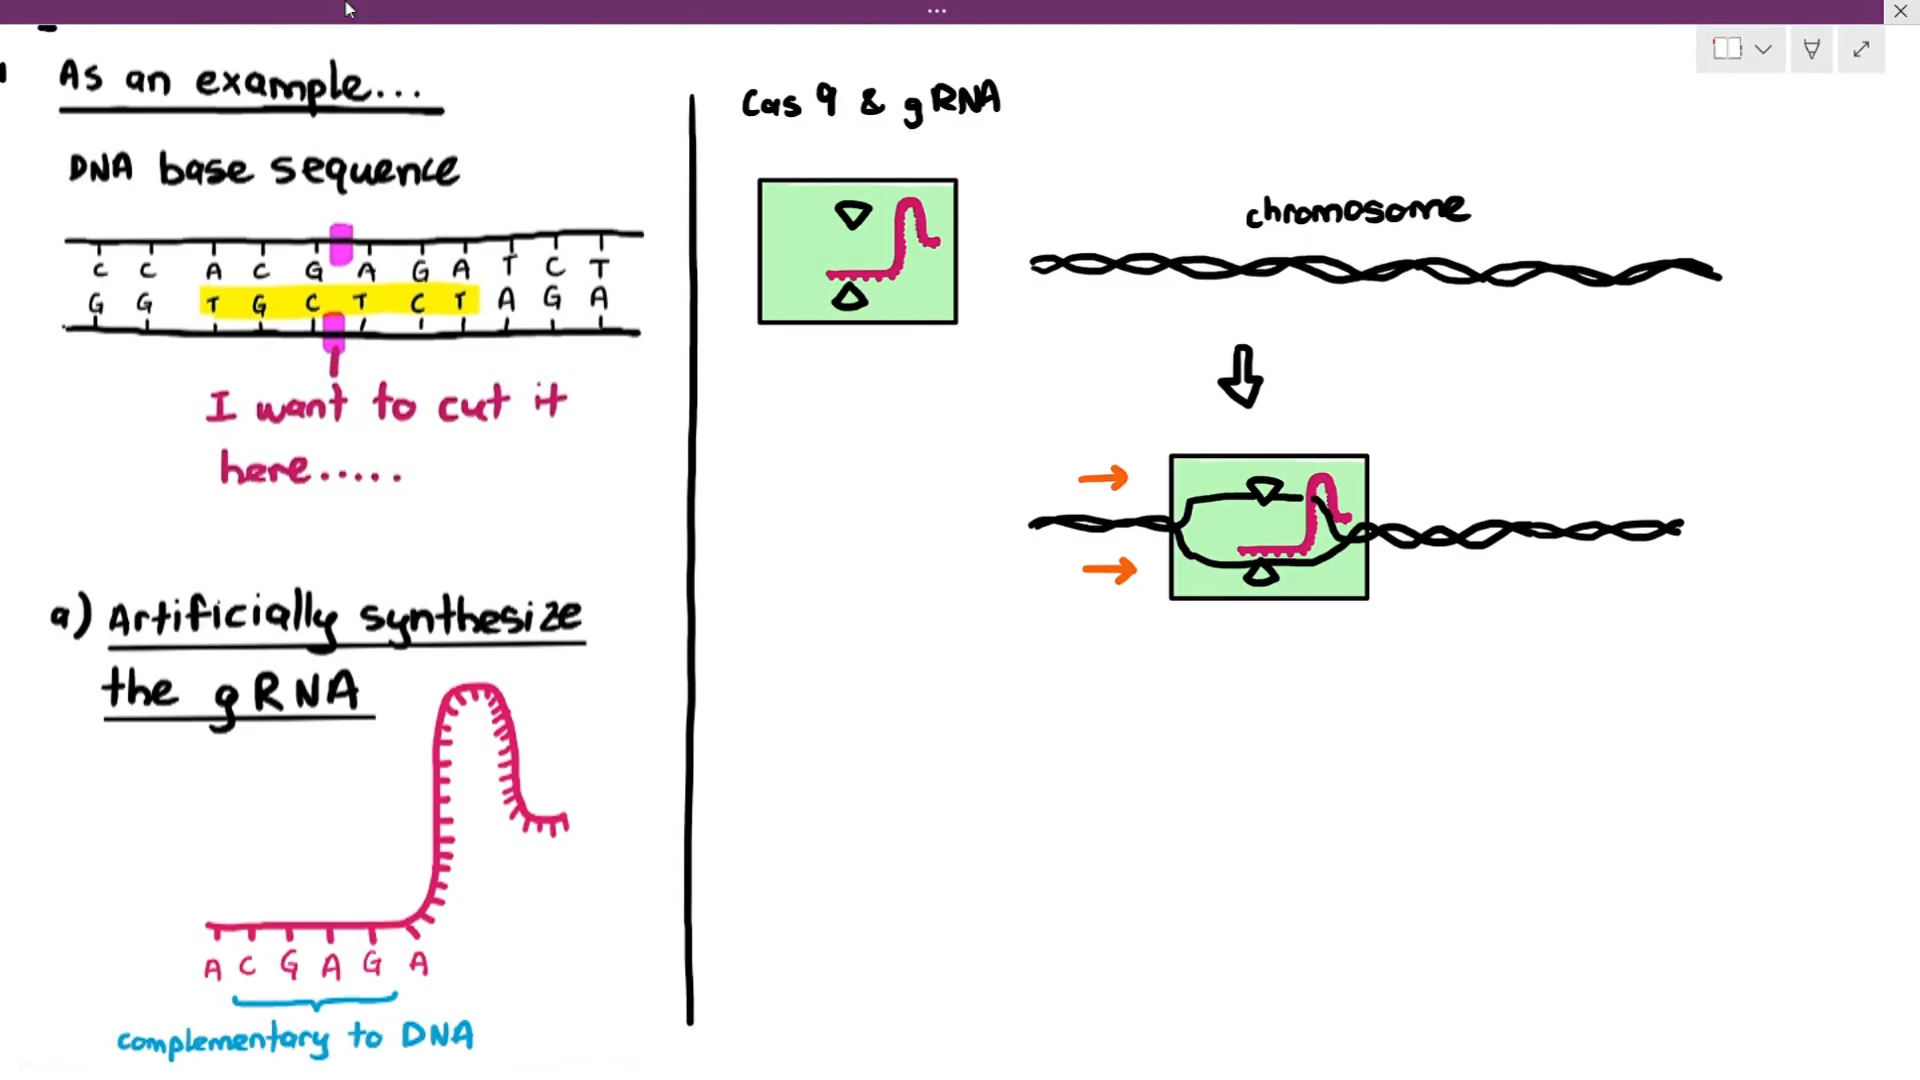 As an example...
DNA base sequence
C C A C G A G A T C T
G G T G C T C T A G A
I want to cut it
here.....
a) Artificially synthesize
the gRNA
A C G A G A
complementary to DNA
Cas 9 & gRNA
chromosome